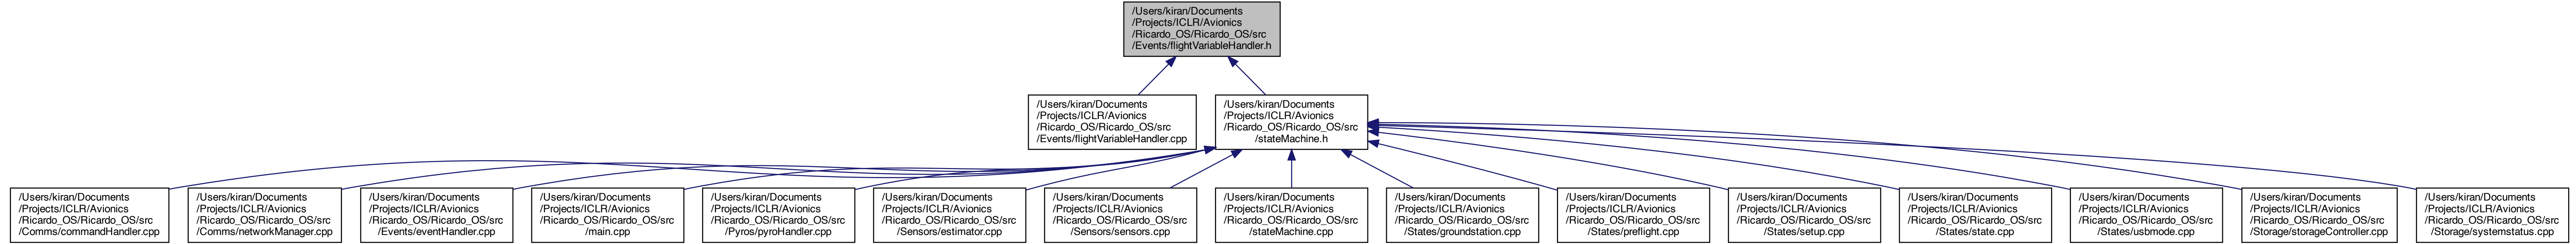 /Users/kiran/Documents
/Projects/ICLR/Avionics
/Ricardo_OS/Ricardo_OS/src
/Events/flightVariableHandler.h
/Users/kiran/Documents
/Projects/ICLR/Avionics
/Ricardo_OS/Ricardo_OS/src
/Events/flightVariableHandler.cpp
/Users/kiran/Documents
/Projects/ICLR/Avionics
/Ricardo_OS/Ricardo_OS/src
/stateMachine.h
/Users/kiran/Documents
/Projects/ICLR/Avionics
/Ricardo_OS/Ricardo_OS/src
/Comms/commandHandler.cpp
/Users/kiran/Documents
/Projects/ICLR/Avionics
/Ricardo_OS/Ricardo_OS/src
/Comms/networkManager.cpp
/Users/kiran/Documents
/Projects/ICLR/Avionics
/Ricardo_OS/Ricardo_OS/src
/Events/eventHandler.cpp
/Users/kiran/Documents
/Projects/ICLR/Avionics
/Ricardo_OS/Ricardo_OS/src
/main.cpp
/Users/kiran/Documents
/Projects/ICLR/Avionics
/Ricardo_OS/Ricardo_OS/src
/Pyros/pyroHandler.cpp
/Users/kiran/Documents
/Projects/ICLR/Avionics
/Ricardo_OS/Ricardo_OS/src
/Sensors/estimator.cpp
/Users/kiran/Documents
/Projects/ICLR/Avionics
/Ricardo_OS/Ricardo_OS/src
/Sensors/sensors.cpp
/Users/kiran/Documents
/Projects/ICLR/Avionics
/Ricardo_OS/Ricardo_OS/src
/stateMachine.cpp
/Users/kiran/Documents
/Projects/ICLR/Avionics
/Ricardo_OS/Ricardo_OS/src
/States/groundstation.cpp
/Users/kiran/Documents
/Projects/ICLR/Avionics
/Ricardo_OS/Ricardo_OS/src
/States/preflight.cpp
/Users/kiran/Documents
/Projects/ICLR/Avionics
/Ricardo_OS/Ricardo_OS/src
/States/setup.cpp
/Users/kiran/Documents
/Projects/ICLR/Avionics
/Ricardo_OS/Ricardo_OS/src
/States/state.cpp
/Users/kiran/Documents
/Projects/ICLR/Avionics
/Ricardo_OS/Ricardo_OS/src
/States/usbmode.cpp
/Users/kiran/Documents
/Projects/ICLR/Avionics
/Ricardo_OS/Ricardo_OS/src
/Storage/storageController.cpp
/Users/kiran/Documents
/Projects/ICLR/Avionics
/Ricardo_OS/Ricardo_OS/src
/Storage/systemstatus.cpp